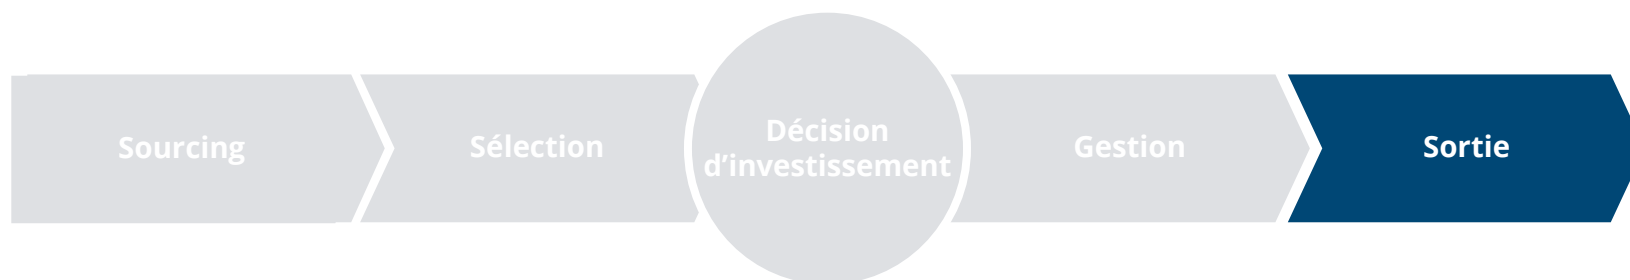 Sourcing
Sélection
Décision
d’investissement
Gestion
Sortie